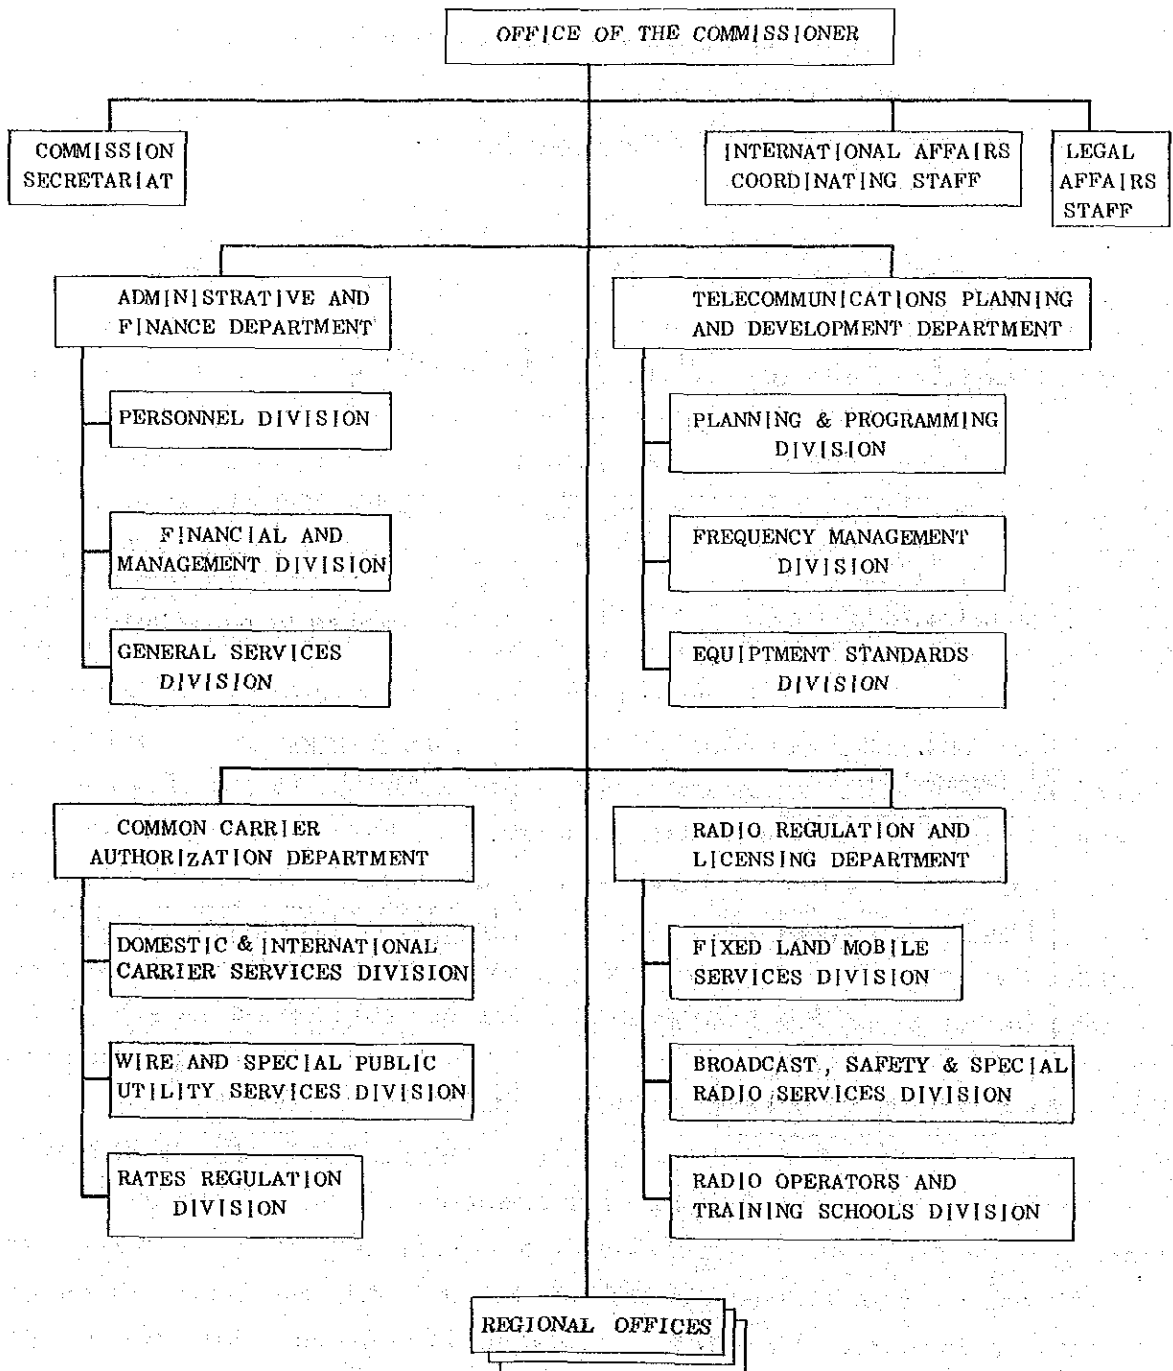 OFFICE OF THE COMMISSIONER
COMMISSION
SECRETARIAT
INTERNATIONAL AFFAIRS
COORDINATING STAFF
LEGAL
AFFAIRS
STAFF
ADMINISTRATIVE AND
FINANCE DEPARTMENT
PERSONNEL DIVISION
FINANCIAL AND
MANAGEMENT DIVISION
GENERAL SERVICES
DIVISION
TELECOMMUNICATIONS PLANNING
AND DEVELOPMENT DEPARTMENT
PLANNING & PROGRAMMING
DIVISION
FREQUENCY MANAGEMENT
DIVISION
EQUIPTMENT STANDARDS
DIVISION
COMMON CARRIER
AUTHORIZATION DEPARTMENT
DOMESTIC & INTERNATIONAL
CARRIER SERVICES DIVISION
WIRE AND SPECIAL PUBLIC
UTILITY SERVICES DIVISION
RATES REGULATION
DIVISION
RADIO REGULATION AND
LICENSING DEPARTMENT
FIXED LAND MOBILE
SERVICES DIVISION
BROADCAST, SAFETY & SPECIAL
RADIO SERVICES DIVISION
RADIO OPERATORS AND
TRAINING SCHOOLS DIVISION
REGIONAL OFFICES